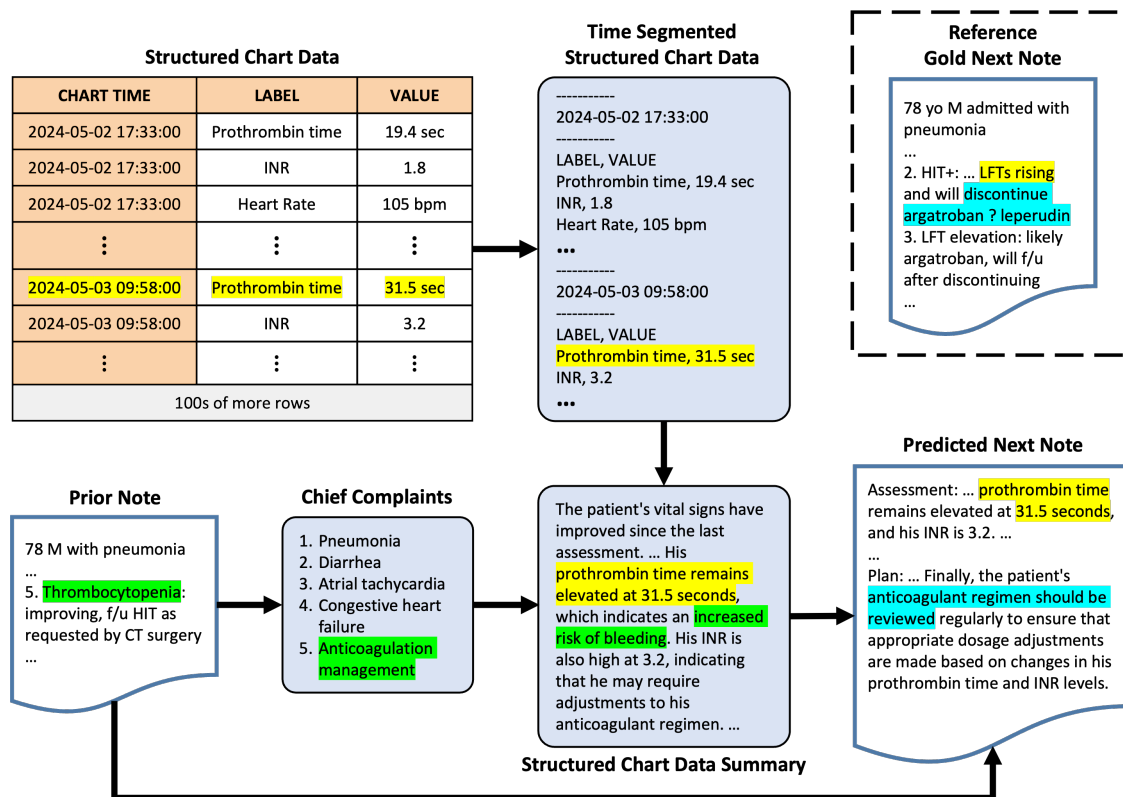 Structured Chart Data
CHART TIME LABEL VALUE
2024-05-02 17:33:00 Prothrombin time 19.4 sec
2024-05-02 17:33:00 INR 1.8
2024-05-02 17:33:00 Heart Rate 105 bpm
⋮ ⋮ ⋮
2024-05-03 09:58:00 Prothrombin time 31.5 sec
2024-05-03 09:58:00 INR 3.2
⋮ ⋮ ⋮
100s of more rows
Time Segmented
Structured Chart Data
-----------
2024-05-02 17:33:00
-----------
LABEL, VALUE
Prothrombin time, 19.4 sec
INR, 1.8
Heart Rate, 105 bpm
•••
-----------
2024-05-03 09:58:00
-----------
LABEL, VALUE
Prothrombin time, 31.5 sec
INR, 3.2
•••
Reference
Gold Next Note
78 yo M admitted with
pneumonia
...
2. HIT+: ... LFTs rising
and will discontinue
argatroban ? leperudin
3. LFT elevation: likely
argatroban, will f/u
after discontinuing
...
Prior Note
78 M with pneumonia
...
5. Thrombocytopenia:
improving, f/u HIT as
requested by CT surgery
...
Chief Complaints
1. Pneumonia
2. Diarrhea
3. Atrial tachycardia
4. Congestive heart
failure
5. Anticoagulation
management
The patient's vital signs have
improved since the last
assessment. ... His
prothrombin time remains
elevated at 31.5 seconds,
which indicates an increased
risk of bleeding. His INR is
also high at 3.2, indicating
that he may require
adjustments to his
anticoagulant regimen. ...
Structured Chart Data Summary
Predicted Next Note
Assessment: ... prothrombin time
remains elevated at 31.5 seconds,
and his INR is 3.2. ...
...
Plan: ... Finally, the patient's
anticoagulant regimen should be
reviewed regularly to ensure that
appropriate dosage adjustments
are made based on changes in his
prothrombin time and INR levels.